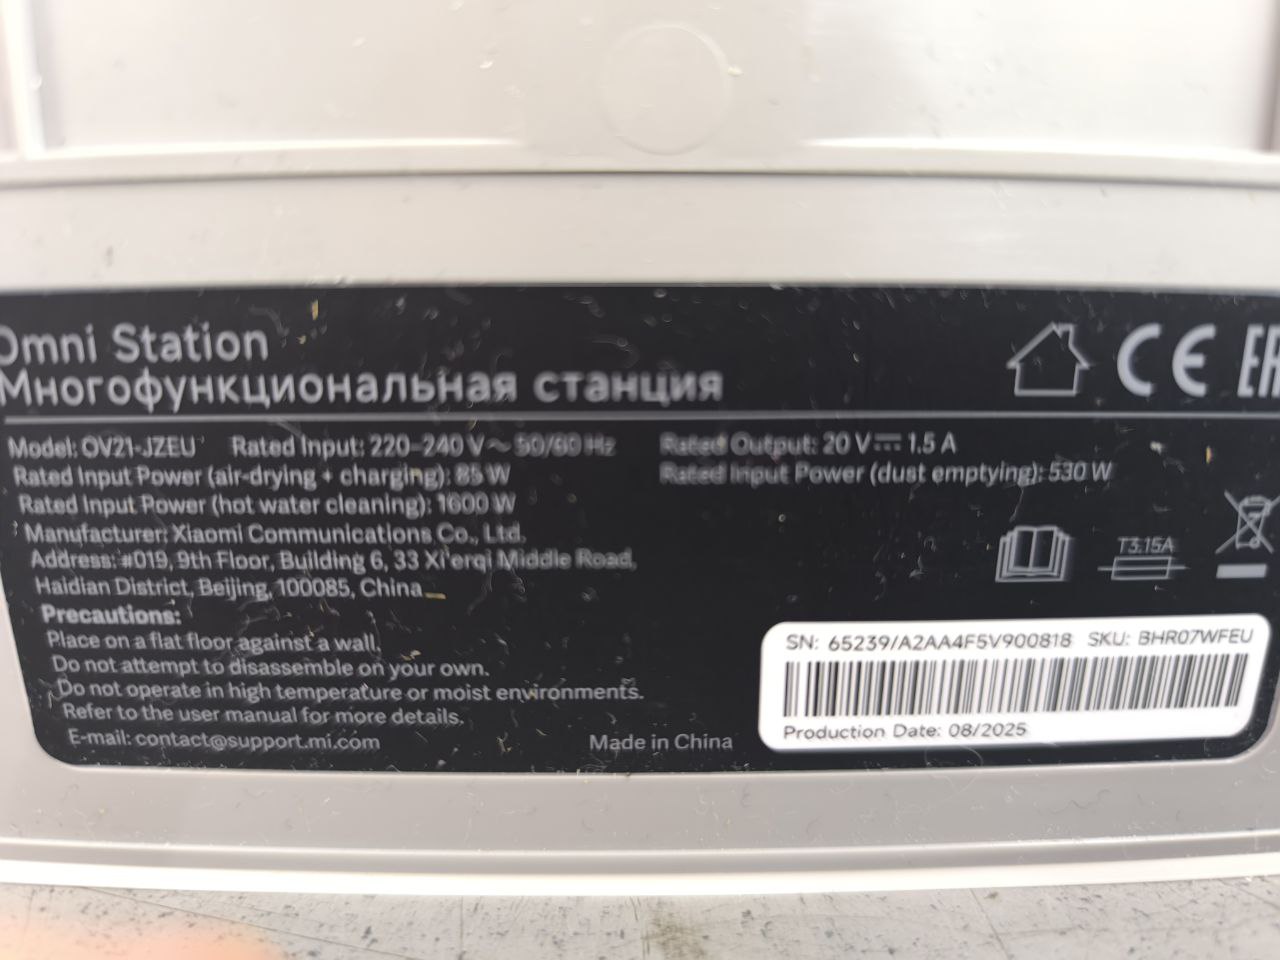 Omni Station
Многофункциональная станция
CE EAC
Model: OV21-JZEU Rated Input: 220–240 V ~ 50/60 Hz Rated Output: 20 V ⎓ 1.5 A
Rated Input Power (air-drying + charging): 85 W Rated Input Power (dust emptying): 530 W
Rated Input Power (hot water cleaning): 1600 W
Manufacturer: Xiaomi Communications Co., Ltd.
Address: #019, 9th Floor, Building 6, 33 Xi'erqi Middle Road,
Haidian District, Beijing, 100085, China
T3.15A
Precautions:
Place on a flat floor against a wall.
Do not attempt to disassemble on your own.
Do not operate in high temperature or moist environments.
Refer to the user manual for more details.
E-mail: contact@support.mi.com
Made in China
SN: 65239/A2AA4F5V900818 SKU: BHR07WFEU
Production Date: 08/2025